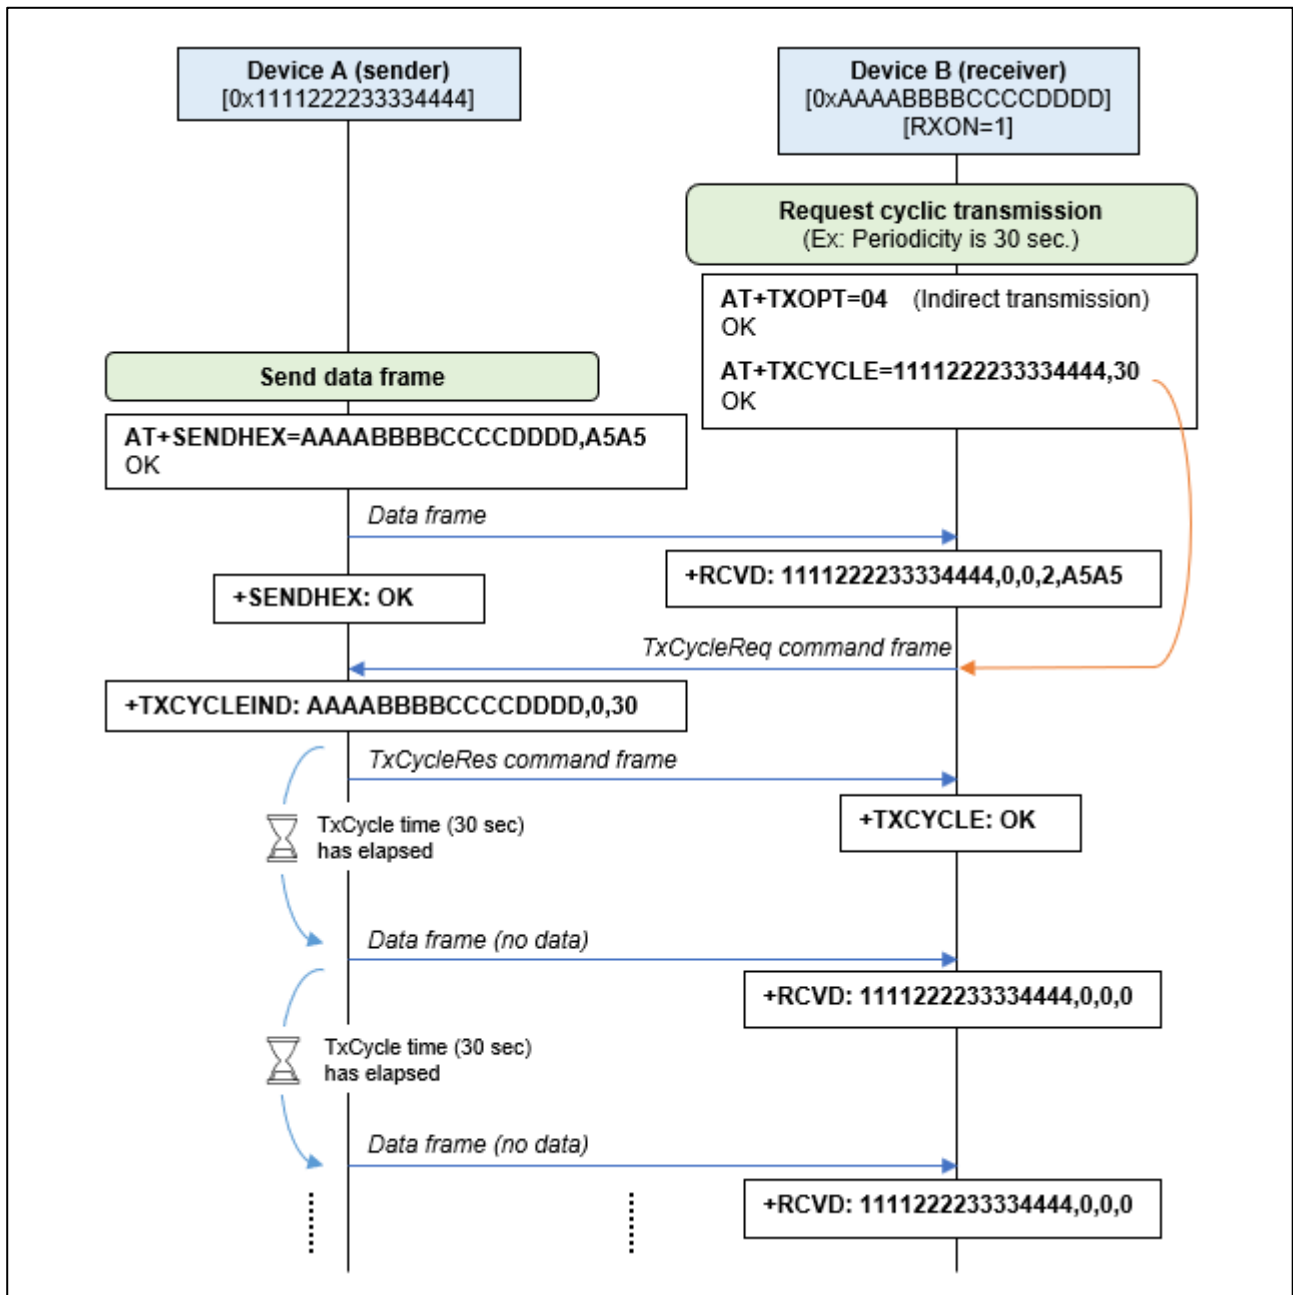 Device A (sender)
[0x1111222233334444]
Device B (receiver)
[0xAAAABBBBCCCCDDDD]
[RXON=1]
Request cyclic transmission
(Ex: Periodicity is 30 sec.)
AT+TXOPT=04 (Indirect transmission)
OK
AT+TXCYCLE=1111222233334444,30
OK
Send data frame
AT+SENDHEX=AAAABBBBCCCCDDDD,A5A5
OK
Data frame
+RCVD: 1111222233334444,0,0,2,A5A5
+SENDHEX: OK
TxCycleReq command frame
+TXCYCLEIND: AAAABBBBCCCCDDDD,0,30
TxCycleRes command frame
+TXCYCLE: OK
TxCycle time (30 sec)
has elapsed
Data frame (no data)
+RCVD: 1111222233334444,0,0,0
TxCycle time (30 sec)
has elapsed
Data frame (no data)
+RCVD: 1111222233334444,0,0,0